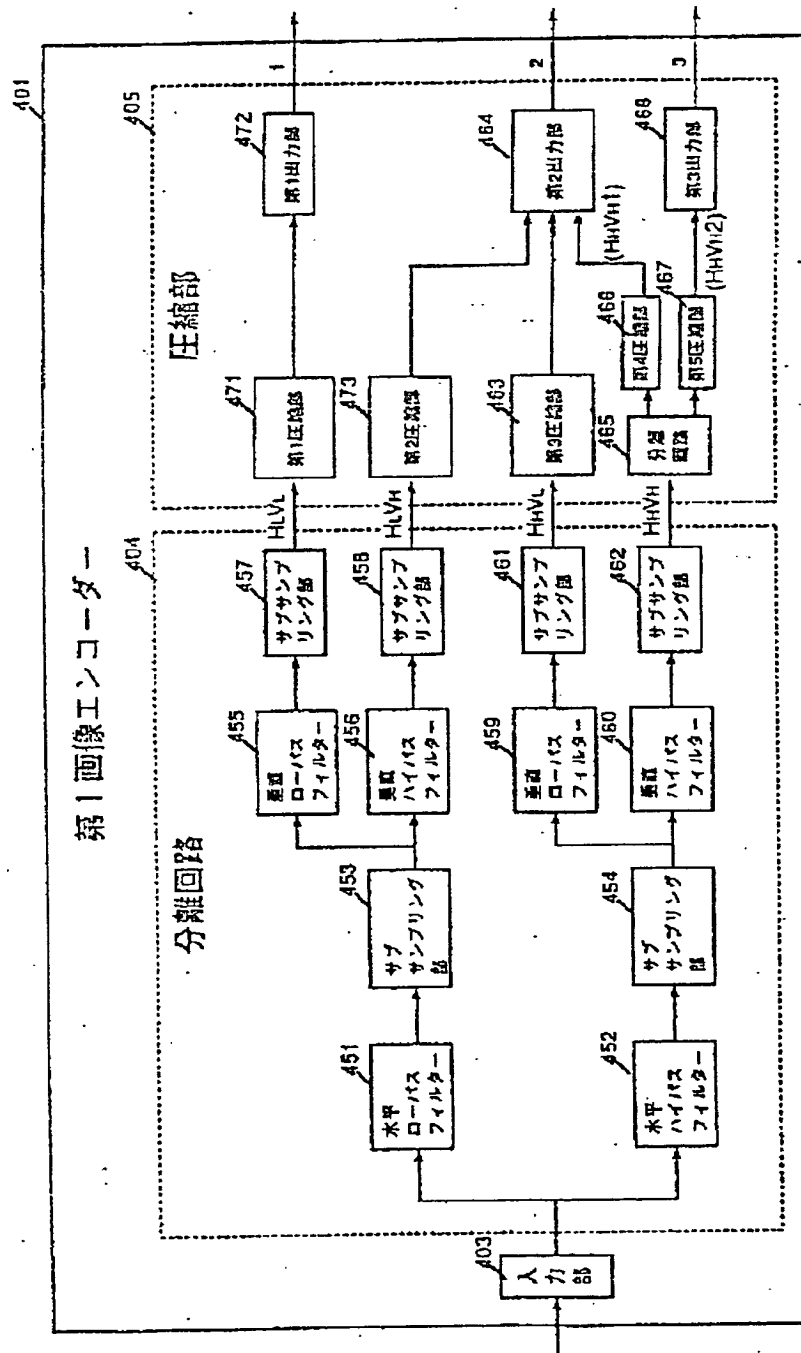 第1画像エンコーダー
401
403
入力部
404
分離回路
451
水平
ローパス
フィルター
452
水平
ハイパス
フィルター
453
サブ
サンプリング
部
454
サブ
サンプリング
部
455
垂直
ローパス
フィルター
456
垂直
ハイパス
フィルター
459
垂直
ローパス
フィルター
460
垂直
ハイパス
フィルター
457
サブサンプ
リング部
458
サブサンプ
リング部
461
サブサンプ
リング部
462
サブサンプ
リング部
HLVL
HLVH
HHVL
HHVH
405
圧縮部
471
第1圧縮部
473
第2圧縮部
463
第3圧縮部
465
分離
回路
466
第4圧縮部
467
第5圧縮部
(HHVH1)
(HHVH2)
472
第1出力部
464
第2出力部
468
第3出力部
1
2
3